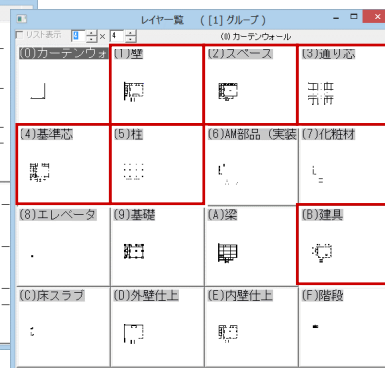 レイヤ一覧 ( [1] グループ )
リスト表示 × 4 (0) カーテンウォール
(0)カーテンウォ (1)壁 (2)スペース (3)通り芯
(4)基準芯 (5)柱 (6)AM部品 (実装 (7)化粧材
(8)エレベータ (9)基礎 (A)梁 (B)建具
(C)床スラブ (D)外壁仕上 (E)内壁仕上 (F)階段